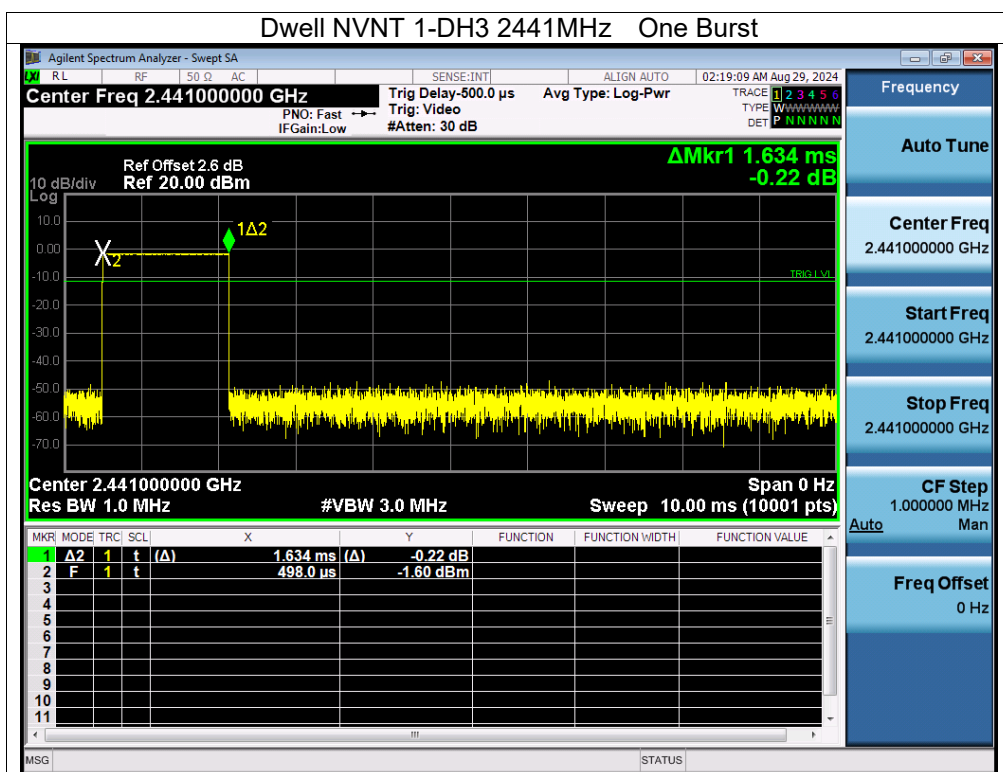 Dwell NVNT 1-DH3 2441MHz One Burst
Agilent Spectrum Analyzer - Swept SA
LXI RL RF 50 Ω AC SENSE:INT ALIGN AUTO 02:19:09 AM Aug 29, 2024
Center Freq 2.441000000 GHz
PNO: Fast
IFGain:Low
Trig Delay-500.0 µs
Trig: Video
#Atten: 30 dB
Avg Type: Log-Pwr
TRACE 1 2 3 4 5 6
TYPE WWWWWW
DET P N N N N N
ΔMkr1 1.634 ms
-0.22 dB
Ref Offset 2.6 dB
10 dB/div Ref 20.00 dBm
Log
10.0
0.00
-10.0
-20.0
-30.0
-40.0
-50.0
-60.0
-70.0
1Δ2
2
TRIG LVL
Center 2.441000000 GHz Span 0 Hz
Res BW 1.0 MHz #VBW 3.0 MHz Sweep 10.00 ms (10001 pts)
MKR MODE TRC SCL X Y FUNCTION FUNCTION WIDTH FUNCTION VALUE
1 Δ2 1 t (Δ) 1.634 ms (Δ) -0.22 dB
2 F 1 t 498.0 µs -1.60 dBm
3
4
5
6
7
8
9
10
11
MSG STATUS
Frequency
Auto Tune
Center Freq
2.441000000 GHz
Start Freq
2.441000000 GHz
Stop Freq
2.441000000 GHz
CF Step
1.000000 MHz
Auto Man
Freq Offset
0 Hz